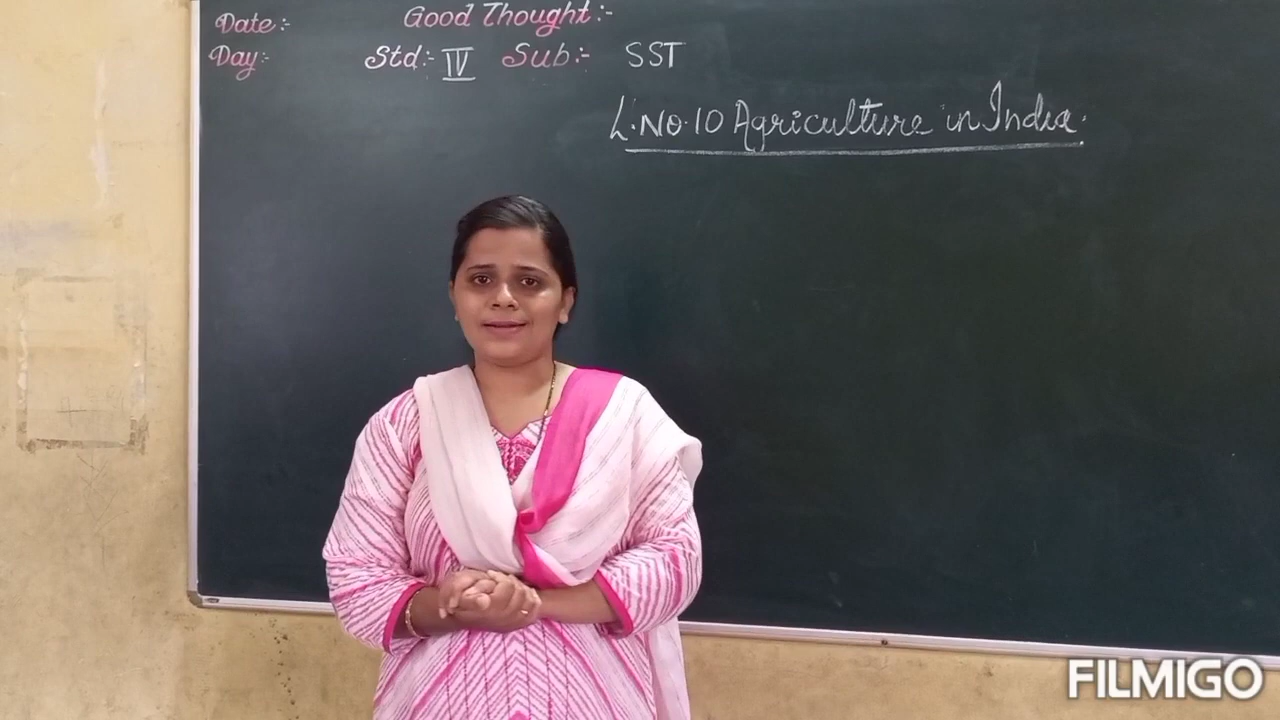 Date:- Good Thought:-
Day:- Std:- IV Sub:- SST
L.No.10 Agriculture in India.
FILMIGO